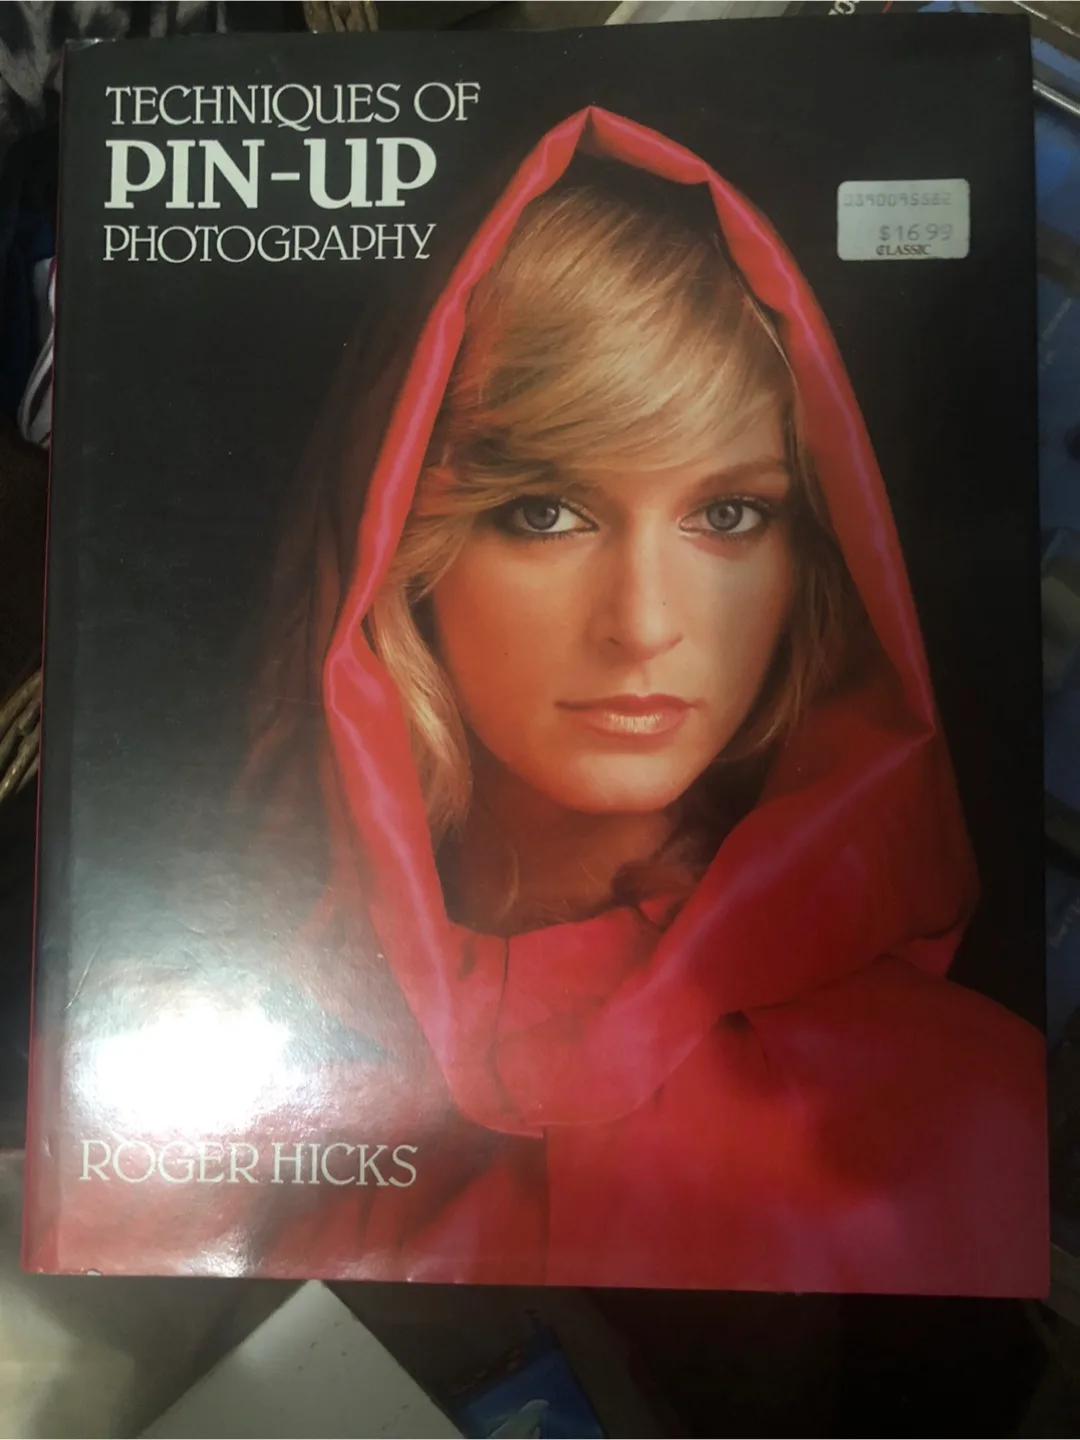 TECHNIQUES OF
PIN-UP
PHOTOGRAPHY
$16.99
CLASSIC
ROGER HICKS